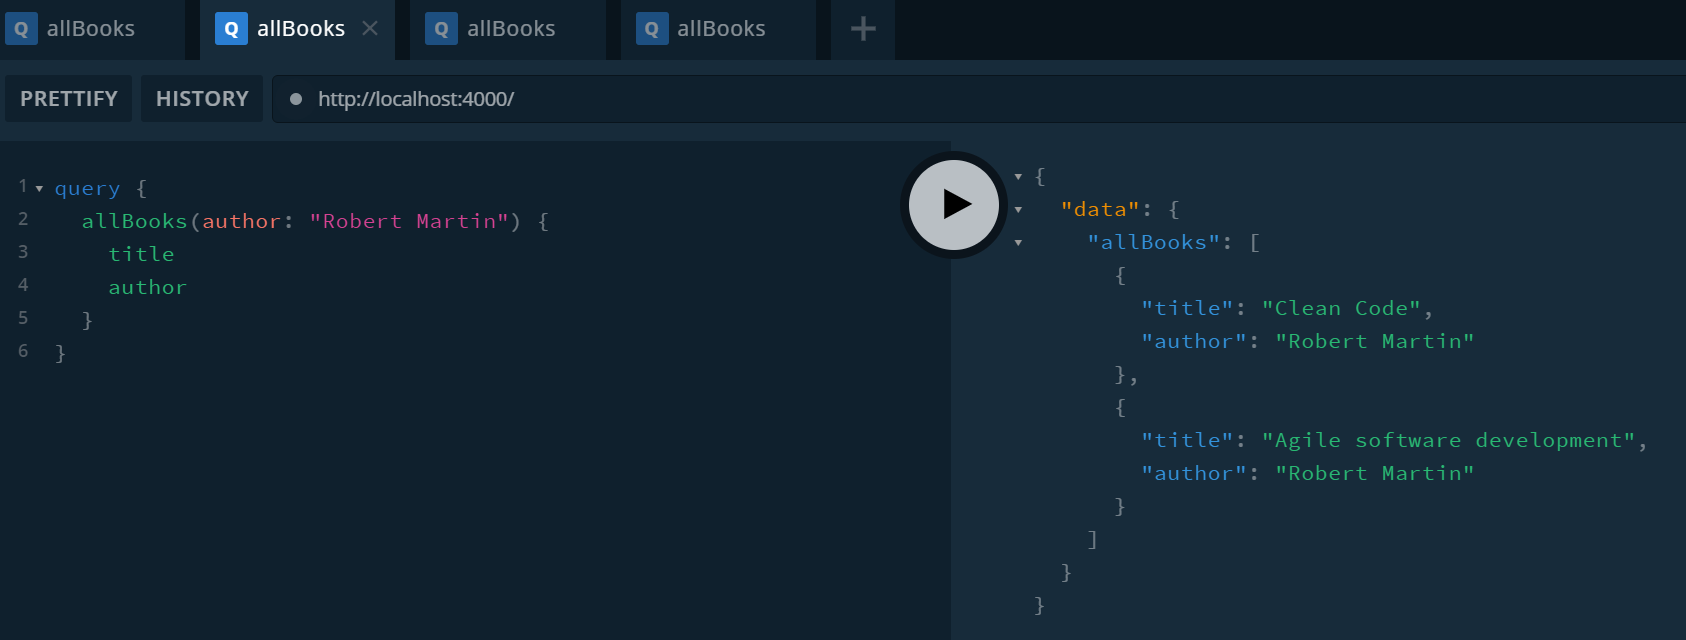 Q allBooks Q allBooks × Q allBooks Q allBooks +
PRETTIFY HISTORY http://localhost:4000/
1 query {
2 allBooks(author: "Robert Martin") {
3 title
4 author
5 }
6 }
{
"data": {
"allBooks": [
{
"title": "Clean Code",
"author": "Robert Martin"
},
{
"title": "Agile software development",
"author": "Robert Martin"
}
]
}
}